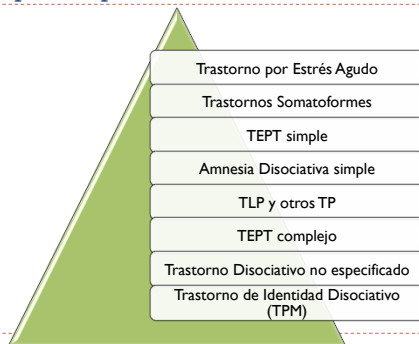 Trastorno por Estrés Agudo
Trastornos Somatoformes
TEPT simple
Amnesia Disociativa simple
TLP y otros TP
TEPT complejo
Trastorno Disociativo no especificado
Trastorno de Identidad Disociativo
(TPM)